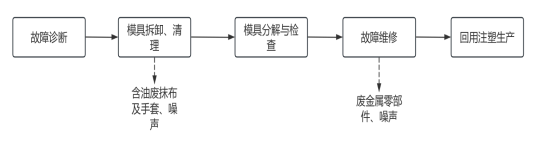 故障诊断
模具拆卸、清
理
模具分解与检
查
故障维修
回用注塑生产
含油废抹布
及手套、噪
声
废金属零部
件、噪声